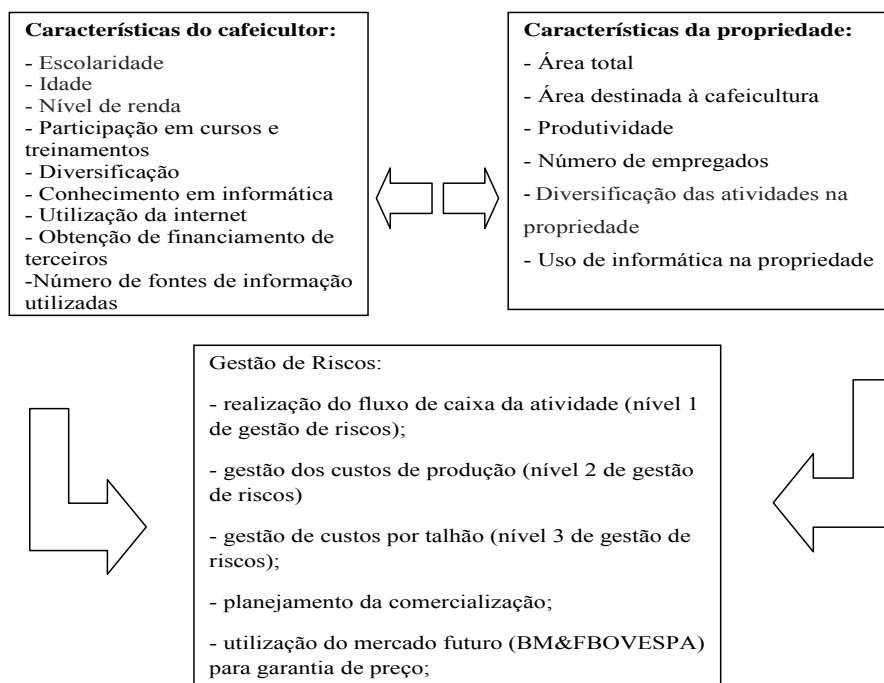 Características do cafeicultor:
- Escolaridade
- Idade
- Nível de renda
- Participação em cursos e
treinamentos
- Diversificação
- Conhecimento em informática
- Utilização da internet
- Obtenção de financiamento de
terceiros
-Número de fontes de informação
utilizadas
Características da propriedade:
- Área total
- Área destinada à cafeicultura
- Produtividade
- Número de empregados
- Diversificação das atividades na
propriedade
- Uso de informática na propriedade
Gestão de Riscos:
- realização do fluxo de caixa da atividade (nível 1
de gestão de riscos);
- gestão dos custos de produção (nível 2 de gestão
de riscos)
- gestão de custos por talhão (nível 3 de gestão de
riscos);
- planejamento da comercialização;
- utilização do mercado futuro (BM&FBOVESPA)
para garantia de preço;